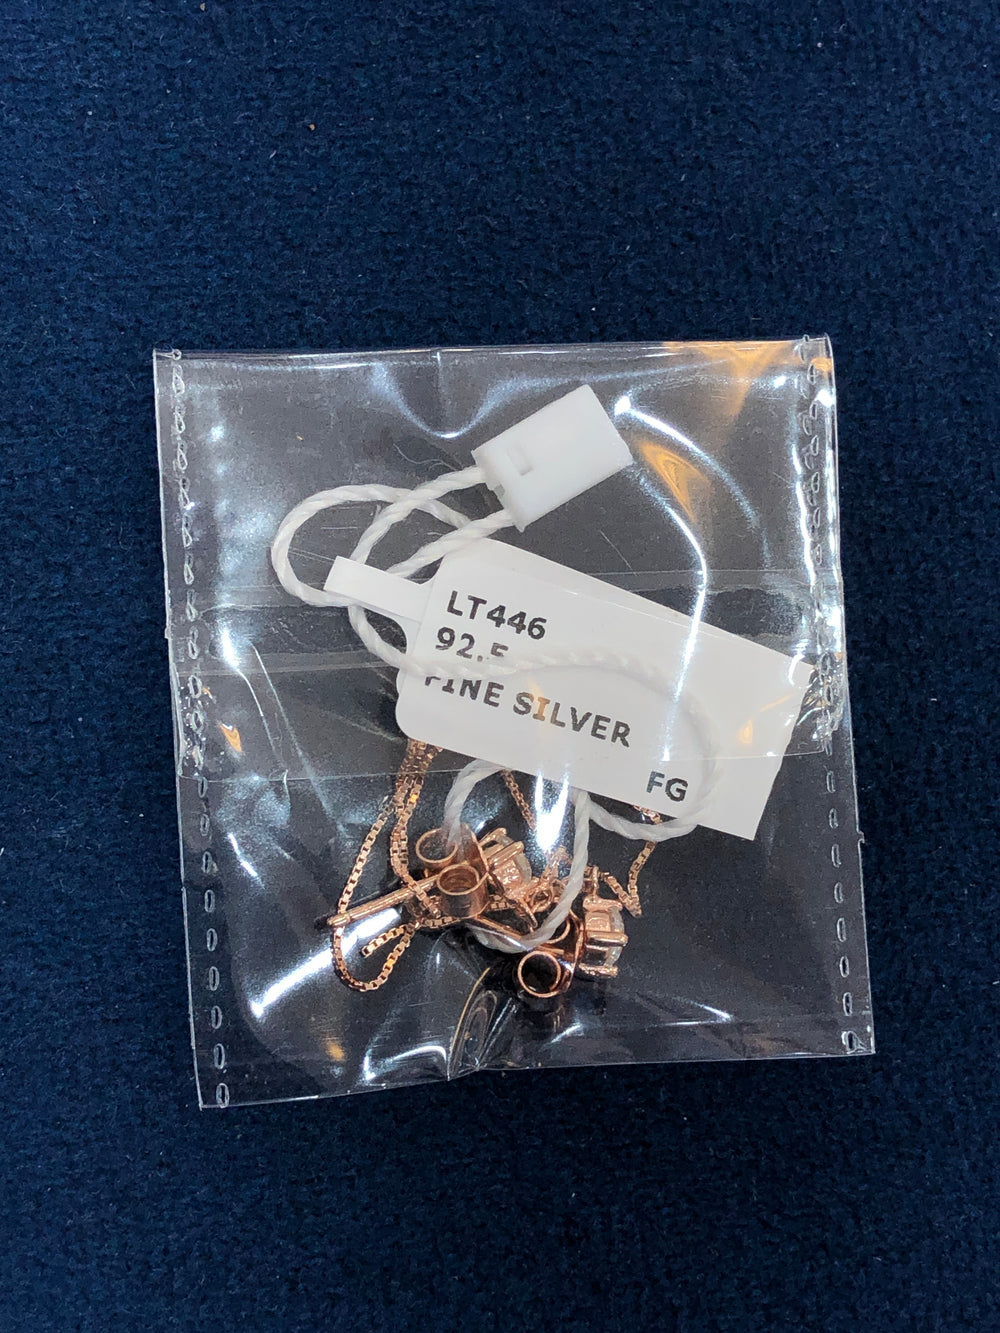 LT446
92.5
FINE SILVER
FG